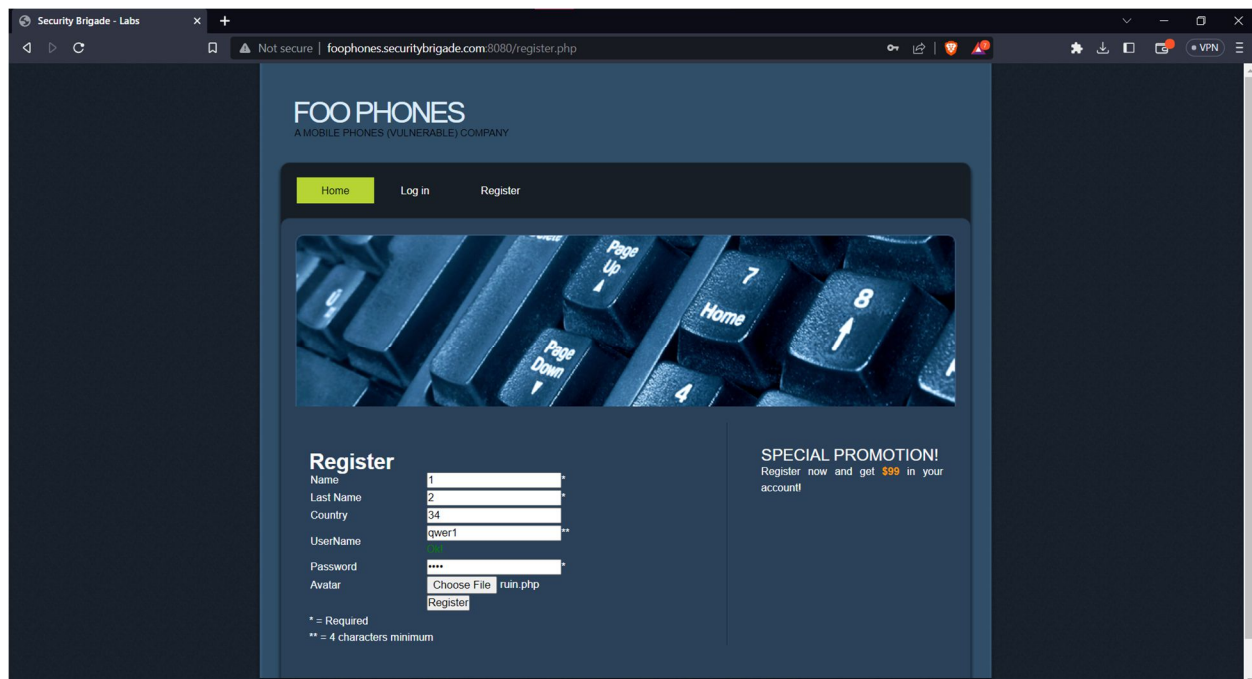 Security Brigade - Labs
Not secure | foophones.securitybrigade.com:8080/register.php
VPN
FOO PHONES
A MOBILE PHONES (VULNERABLE) COMPANY
Home
Log in
Register
Page Up
7
Home
8
Page Down
4
Register
Name 1 *
Last Name 2 *
Country 34
UserName qwer1 **
Ok!
Password •••• *
Avatar Choose File ruin.php
Register
* = Required
** = 4 characters minimum
SPECIAL PROMOTION!
Register now and get $99 in your
account!